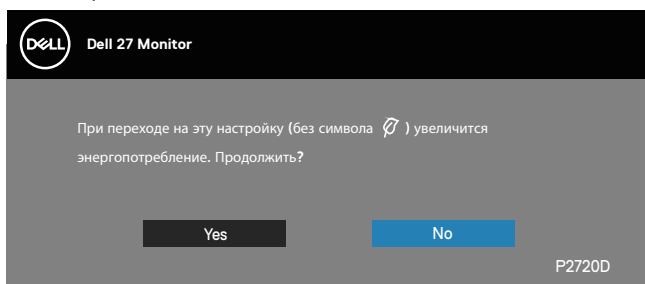 DELL
Dell 27 Monitor
При переходе на эту настройку (без символа ) увеличится
энергопотребление. Продолжить?
Yes
No
P2720D